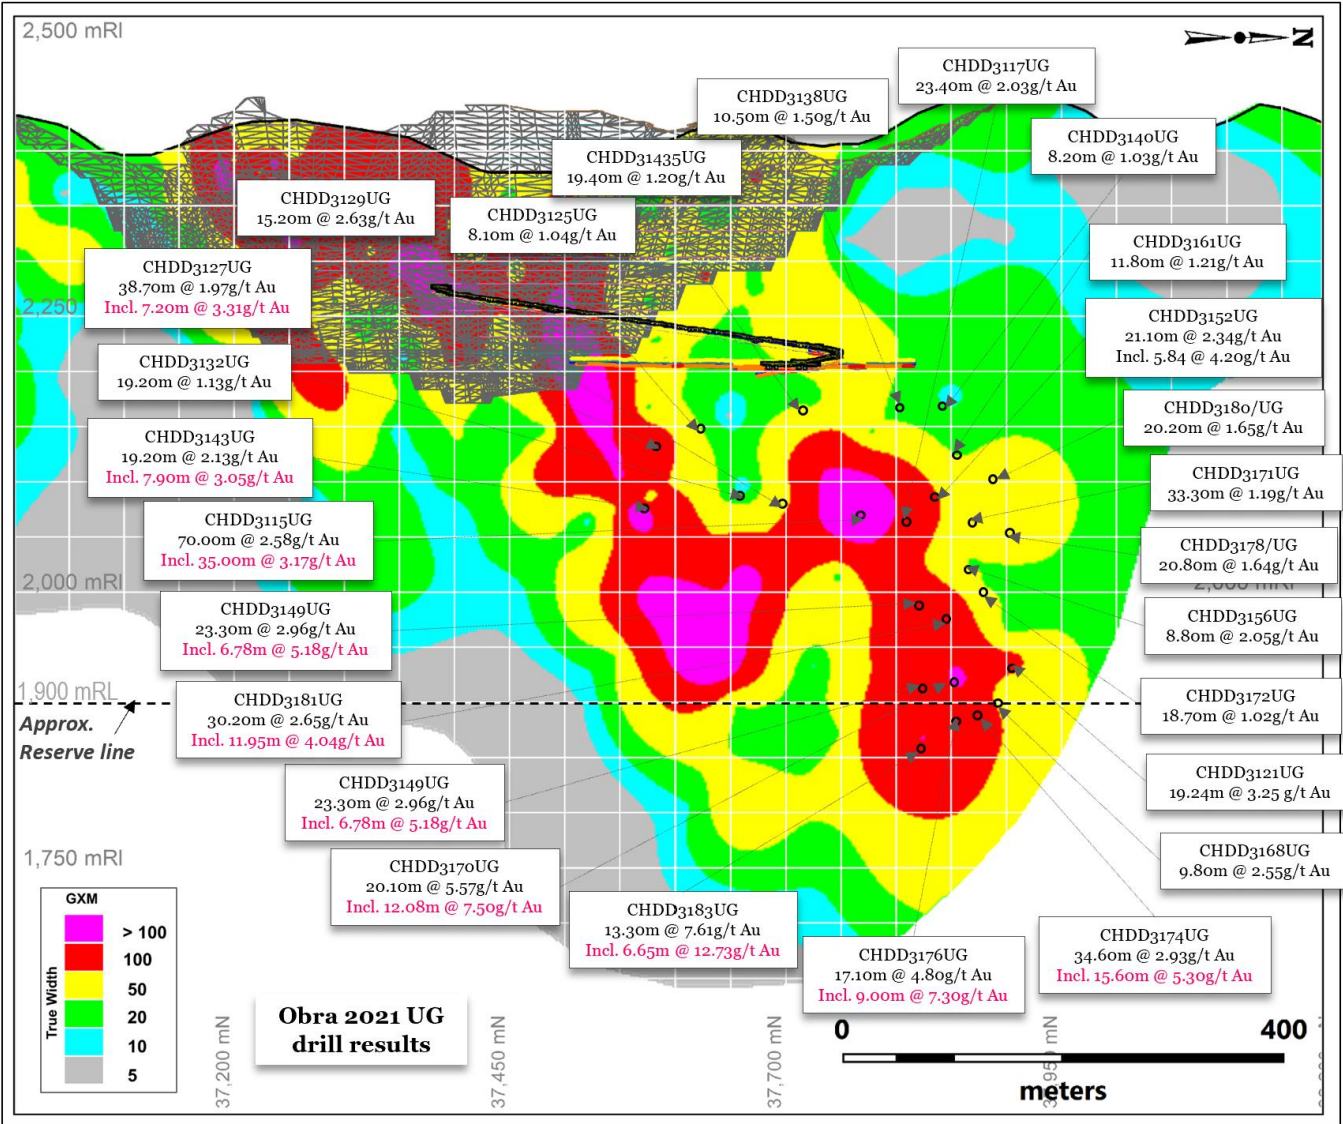 2,500 mRl
N
CHDD3117UG
23.40m @ 2.03g/t Au
CHDD3138UG
10.50m @ 1.50g/t Au
CHDD3140UG
8.20m @ 1.03g/t Au
CHDD31435UG
19.40m @ 1.20g/t Au
CHDD3129UG
15.20m @ 2.63g/t Au
CHDD3125UG
8.10m @ 1.04g/t Au
CHDD3161UG
11.80m @ 1.21g/t Au
CHDD3127UG
38.70m @ 1.97g/t Au
Incl. 7.20m @ 3.31g/t Au
2,250 mRl
CHDD3152UG
21.10m @ 2.34g/t Au
Incl. 5.84 @ 4.20g/t Au
CHDD3132UG
19.20m @ 1.13g/t Au
CHDD3180/UG
20.20m @ 1.65g/t Au
CHDD3143UG
19.20m @ 2.13g/t Au
Incl. 7.90m @ 3.05g/t Au
CHDD3171UG
33.30m @ 1.19g/t Au
CHDD3115UG
70.00m @ 2.58g/t Au
Incl. 35.00m @ 3.17g/t Au
CHDD3178/UG
20.80m @ 1.64g/t Au
2,000 mRl
CHDD3149UG
23.30m @ 2.96g/t Au
Incl. 6.78m @ 5.18g/t Au
CHDD3156UG
8.80m @ 2.05g/t Au
1,900 mRL
Approx.
Reserve line
CHDD3181UG
30.20m @ 2.65g/t Au
Incl. 11.95m @ 4.04g/t Au
CHDD3172UG
18.70m @ 1.02g/t Au
CHDD3149UG
23.30m @ 2.96g/t Au
Incl. 6.78m @ 5.18g/t Au
CHDD3121UG
19.24m @ 3.25 g/t Au
1,750 mRl
CHDD3170UG
20.10m @ 5.57g/t Au
Incl. 12.08m @ 7.50g/t Au
CHDD3168UG
9.80m @ 2.55g/t Au
CHDD3183UG
13.30m @ 7.61g/t Au
Incl. 6.65m @ 12.73g/t Au
CHDD3176UG
17.10m @ 4.80g/t Au
Incl. 9.00m @ 7.30g/t Au
CHDD3174UG
34.60m @ 2.93g/t Au
Incl. 15.60m @ 5.30g/t Au
GXM
True Width
> 100
100
50
20
10
5
Obra 2021 UG
drill results
37,200 mN
37,450 mN
37,700 mN
0
400
meters